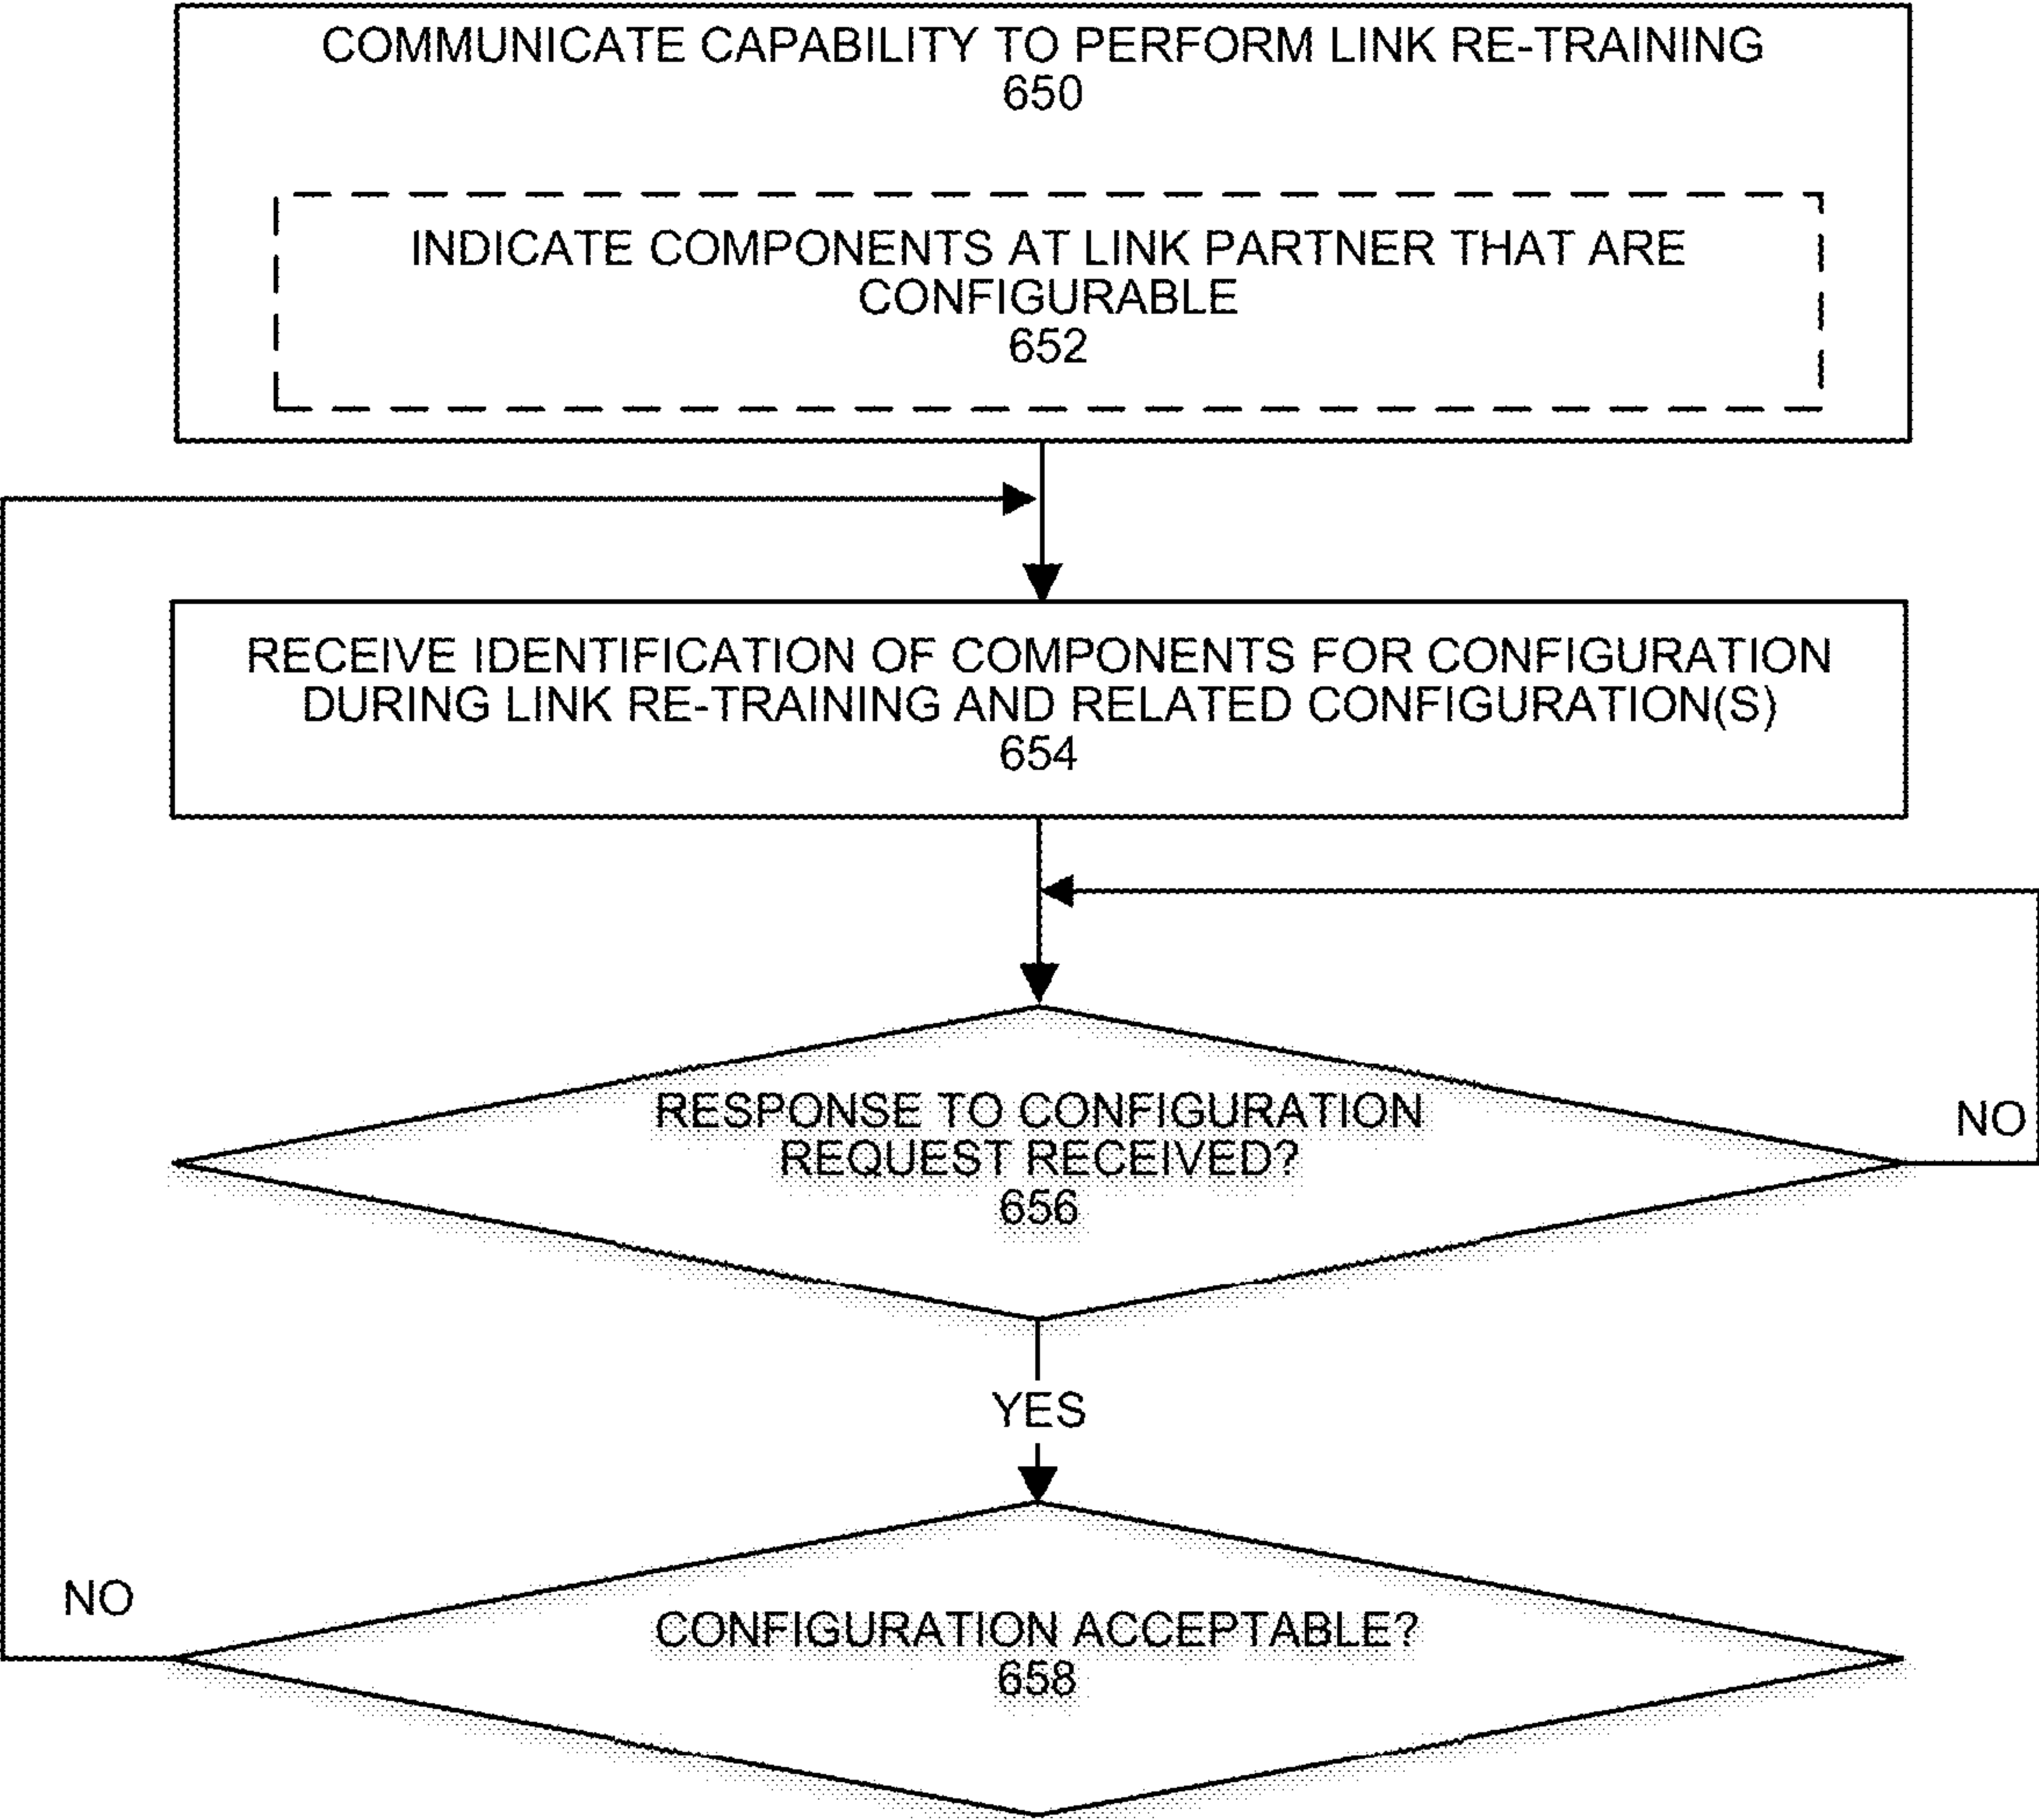 COMMUNICATE CAPABILITY TO PERFORM LINK RE-TRAINING
650
INDICATE COMPONENTS AT LINK PARTNER THAT ARE
CONFIGURABLE
652
RECEIVE IDENTIFICATION OF COMPONENTS FOR CONFIGURATION
DURING LINK RE-TRAINING AND RELATED CONFIGURATION(S)
654
RESPONSE TO CONFIGURATION
REQUEST RECEIVED?
656
NO
YES
NO
CONFIGURATION ACCEPTABLE?
658